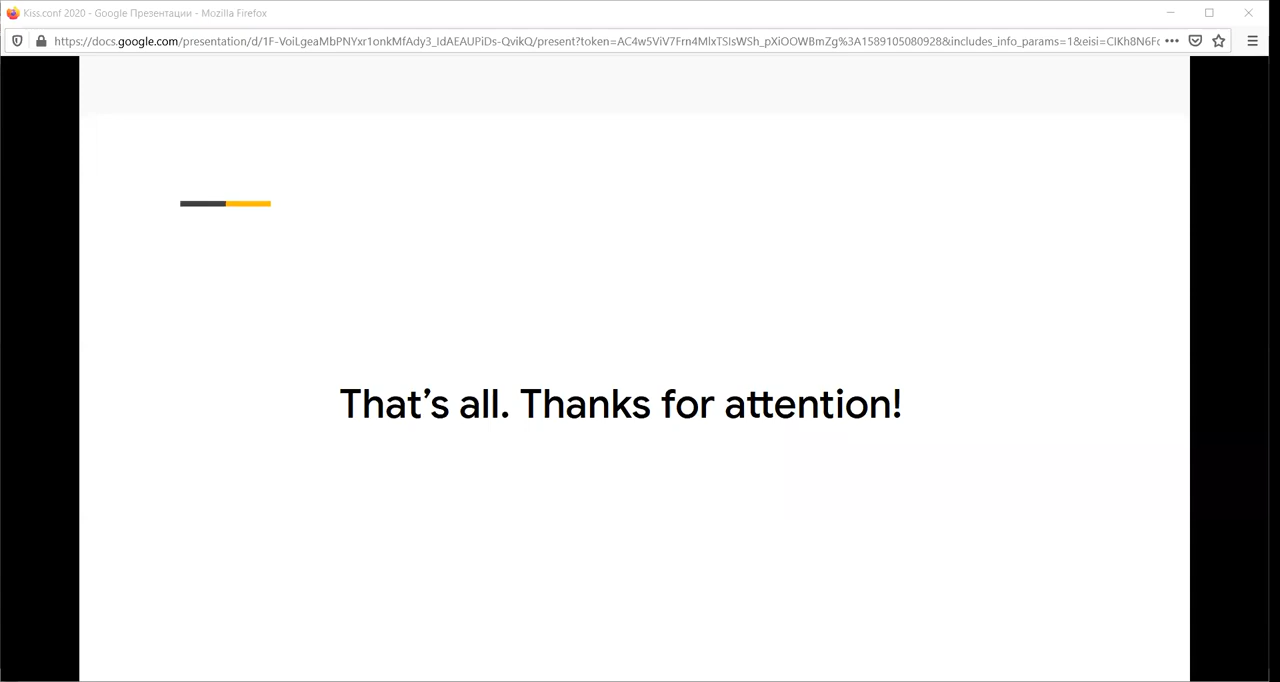 Kiss.conf 2020 - Google Презентации - Mozilla Firefox
https://docs.google.com/presentation/d/1F-VoiLgeaMbPNYxr1onkMfAdy3_IdAEAUPiDs-QvikQ/present?token=AC4w5ViV7Frn4MlxTSIsWSh_pXiOOWBmZg%3A1589105080928&includes_info_params=1&eisi=CIKh8N6F
That’s all. Thanks for attention!